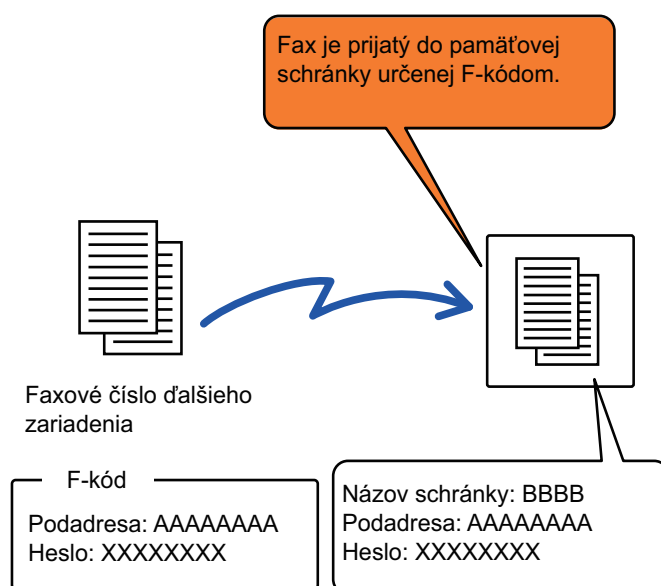 Fax je prijatý do pamäťovej
schránky určenej F-kódom.
Faxové číslo ďalšieho
zariadenia
F-kód
Podadresa: AAAAAAAA
Heslo: XXXXXXXX
Názov schránky: BBBB
Podadresa: AAAAAAAA
Heslo: XXXXXXXX